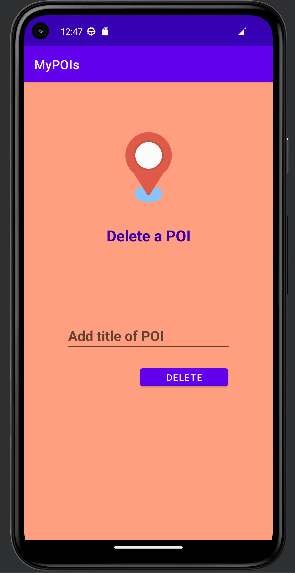 12:47
MyPOIs
Delete a POI
Add title of POI
DELETE